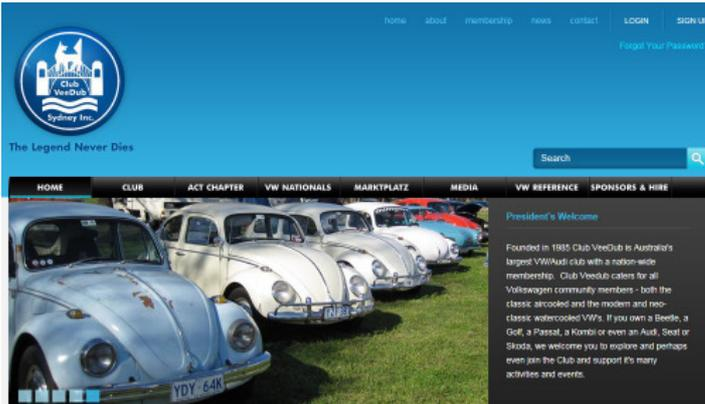 home about membership news contact LOGIN SIGN U
Forgot Your Password
Club
VeeDub
Sydney Inc.
The Legend Never Dies
Search
HOME CLUB ACT CHAPTER VW NATIONALS MARKTPLATZ MEDIA VW REFERENCE SPONSORS & HIRE
President's Welcome
Founded in 1985 Club VeeDub is Australia's
largest VW/Audi club with a nation-wide
membership. Club Veedub caters for all
Volkswagen community members - both the
classic aircooled and the modern and neo-
classic watercooled VW's. If you own a Beetle, a
Golf, a Passat, a Kombi or even an Audi, Seat or
Skoda, we welcome you to explore and perhaps
even join the Club and support it's many
activities and events.
YDY·64K